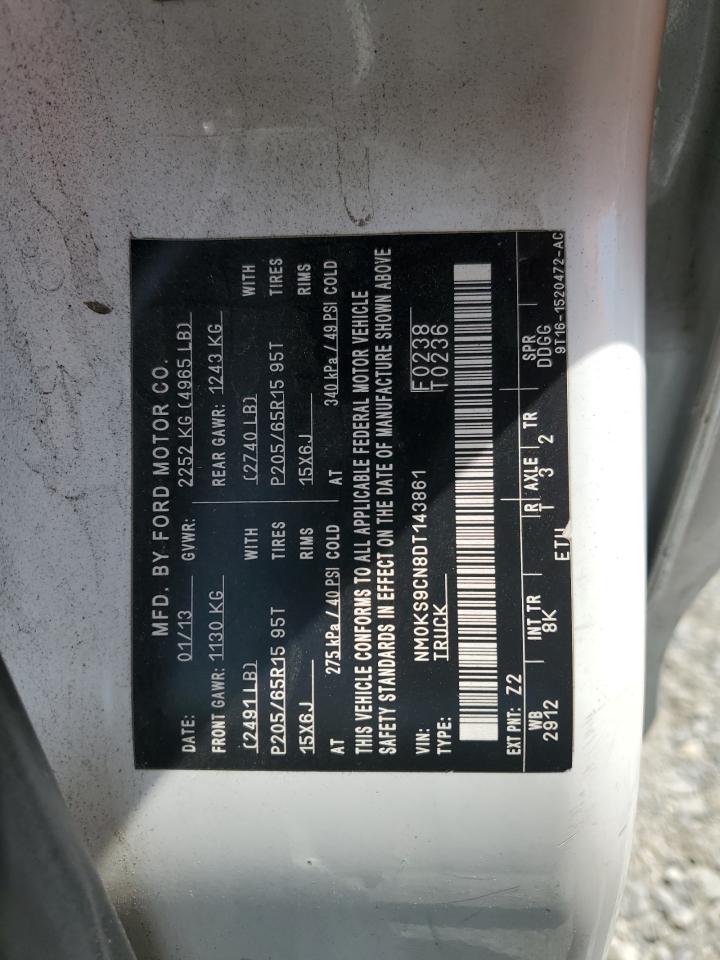 MFD. BY FORD MOTOR CO.
DATE: 01/13 GVWR: 2252 KG (4965 LB)
FRONT GAWR: 1130 KG REAR GAWR: 1243 KG
(2491LB) WITH (2740 LB) WITH
P205/65R15 95T TIRES P205/65R15 95T TIRES
15X6J RIMS 15X6J RIMS
AT 275 kPa / 40 PSI COLD AT 340 kPa / 49 PSI COLD
THIS VEHICLE CONFORMS TO ALL APPLICABLE FEDERAL MOTOR VEHICLE
SAFETY STANDARDS IN EFFECT ON THE DATE OF MANUFACTURE SHOWN ABOVE
VIN: NM0KS9CN8DT143861 F0238
TYPE: TRUCK T0236
EXT PNT: Z2
WB INT TR R AXLE TR SPR
2912 8K T 3 2 DDGG
ETH 9T16-1520472-AC